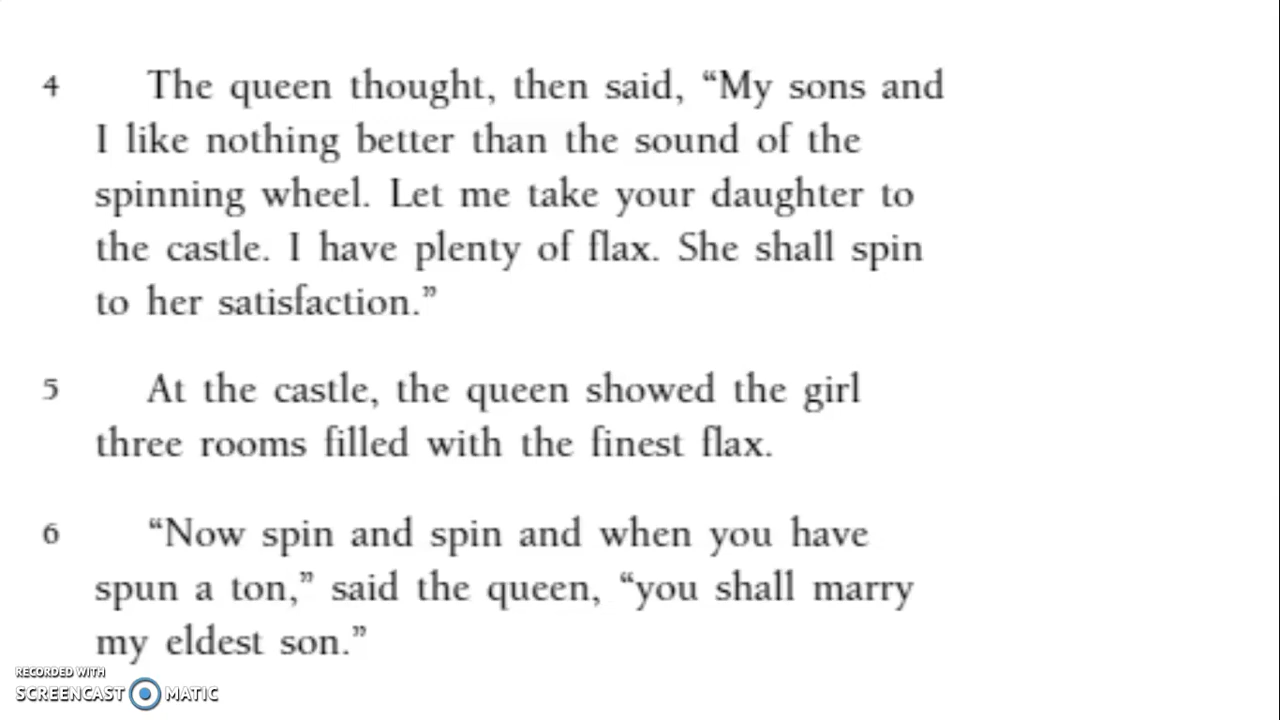 4 The queen thought, then said, “My sons and
I like nothing better than the sound of the
spinning wheel. Let me take your daughter to
the castle. I have plenty of flax. She shall spin
to her satisfaction.”
5 At the castle, the queen showed the girl
three rooms filled with the finest flax.
6 “Now spin and spin and when you have
spun a ton,” said the queen, “you shall marry
my eldest son.”
RECORDED WITH
SCREENCAST MATIC